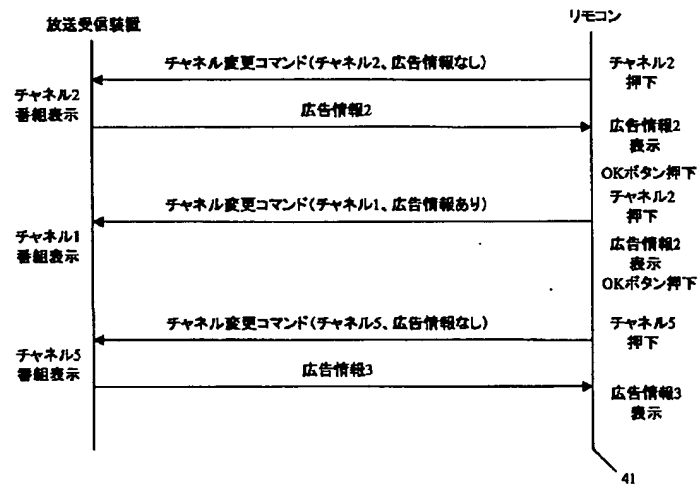 放送受信装置
リモコン
チャネル変更コマンド(チャネル2、広告情報なし)
チャネル2
押下
チャネル2
番組表示
広告情報2
広告情報2
表示
OKボタン押下
チャネル変更コマンド(チャネル1、広告情報あり)
チャネル2
押下
チャネル1
番組表示
広告情報2
表示
OKボタン押下
チャネル変更コマンド(チャネル5、広告情報なし)
チャネル5
押下
チャネル5
番組表示
広告情報3
広告情報3
表示
41